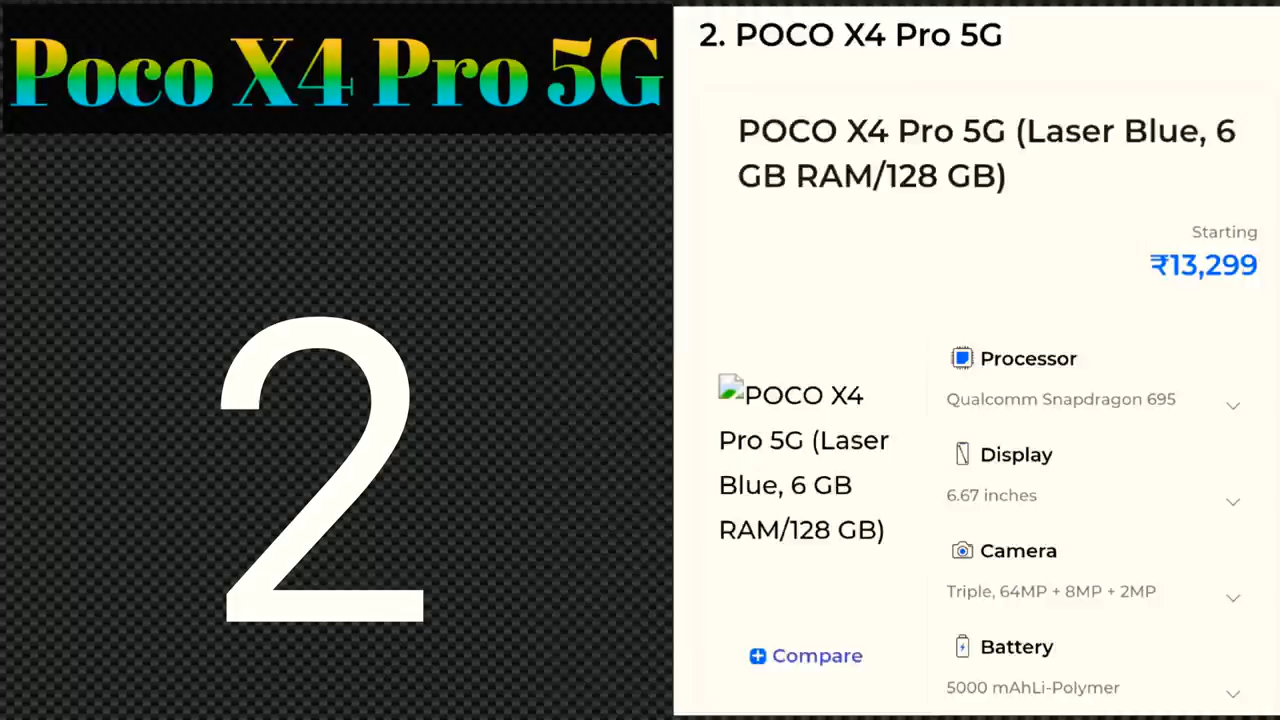 Poco X4 Pro 5G
2
2. POCO X4 Pro 5G
POCO X4 Pro 5G (Laser Blue, 6
GB RAM/128 GB)
Starting
₹13,299
POCO X4
Pro 5G (Laser
Blue, 6 GB
RAM/128 GB)
Compare
Processor
Qualcomm Snapdragon 695
Display
6.67 inches
Camera
Triple, 64MP + 8MP + 2MP
Battery
5000 mAhLi-Polymer